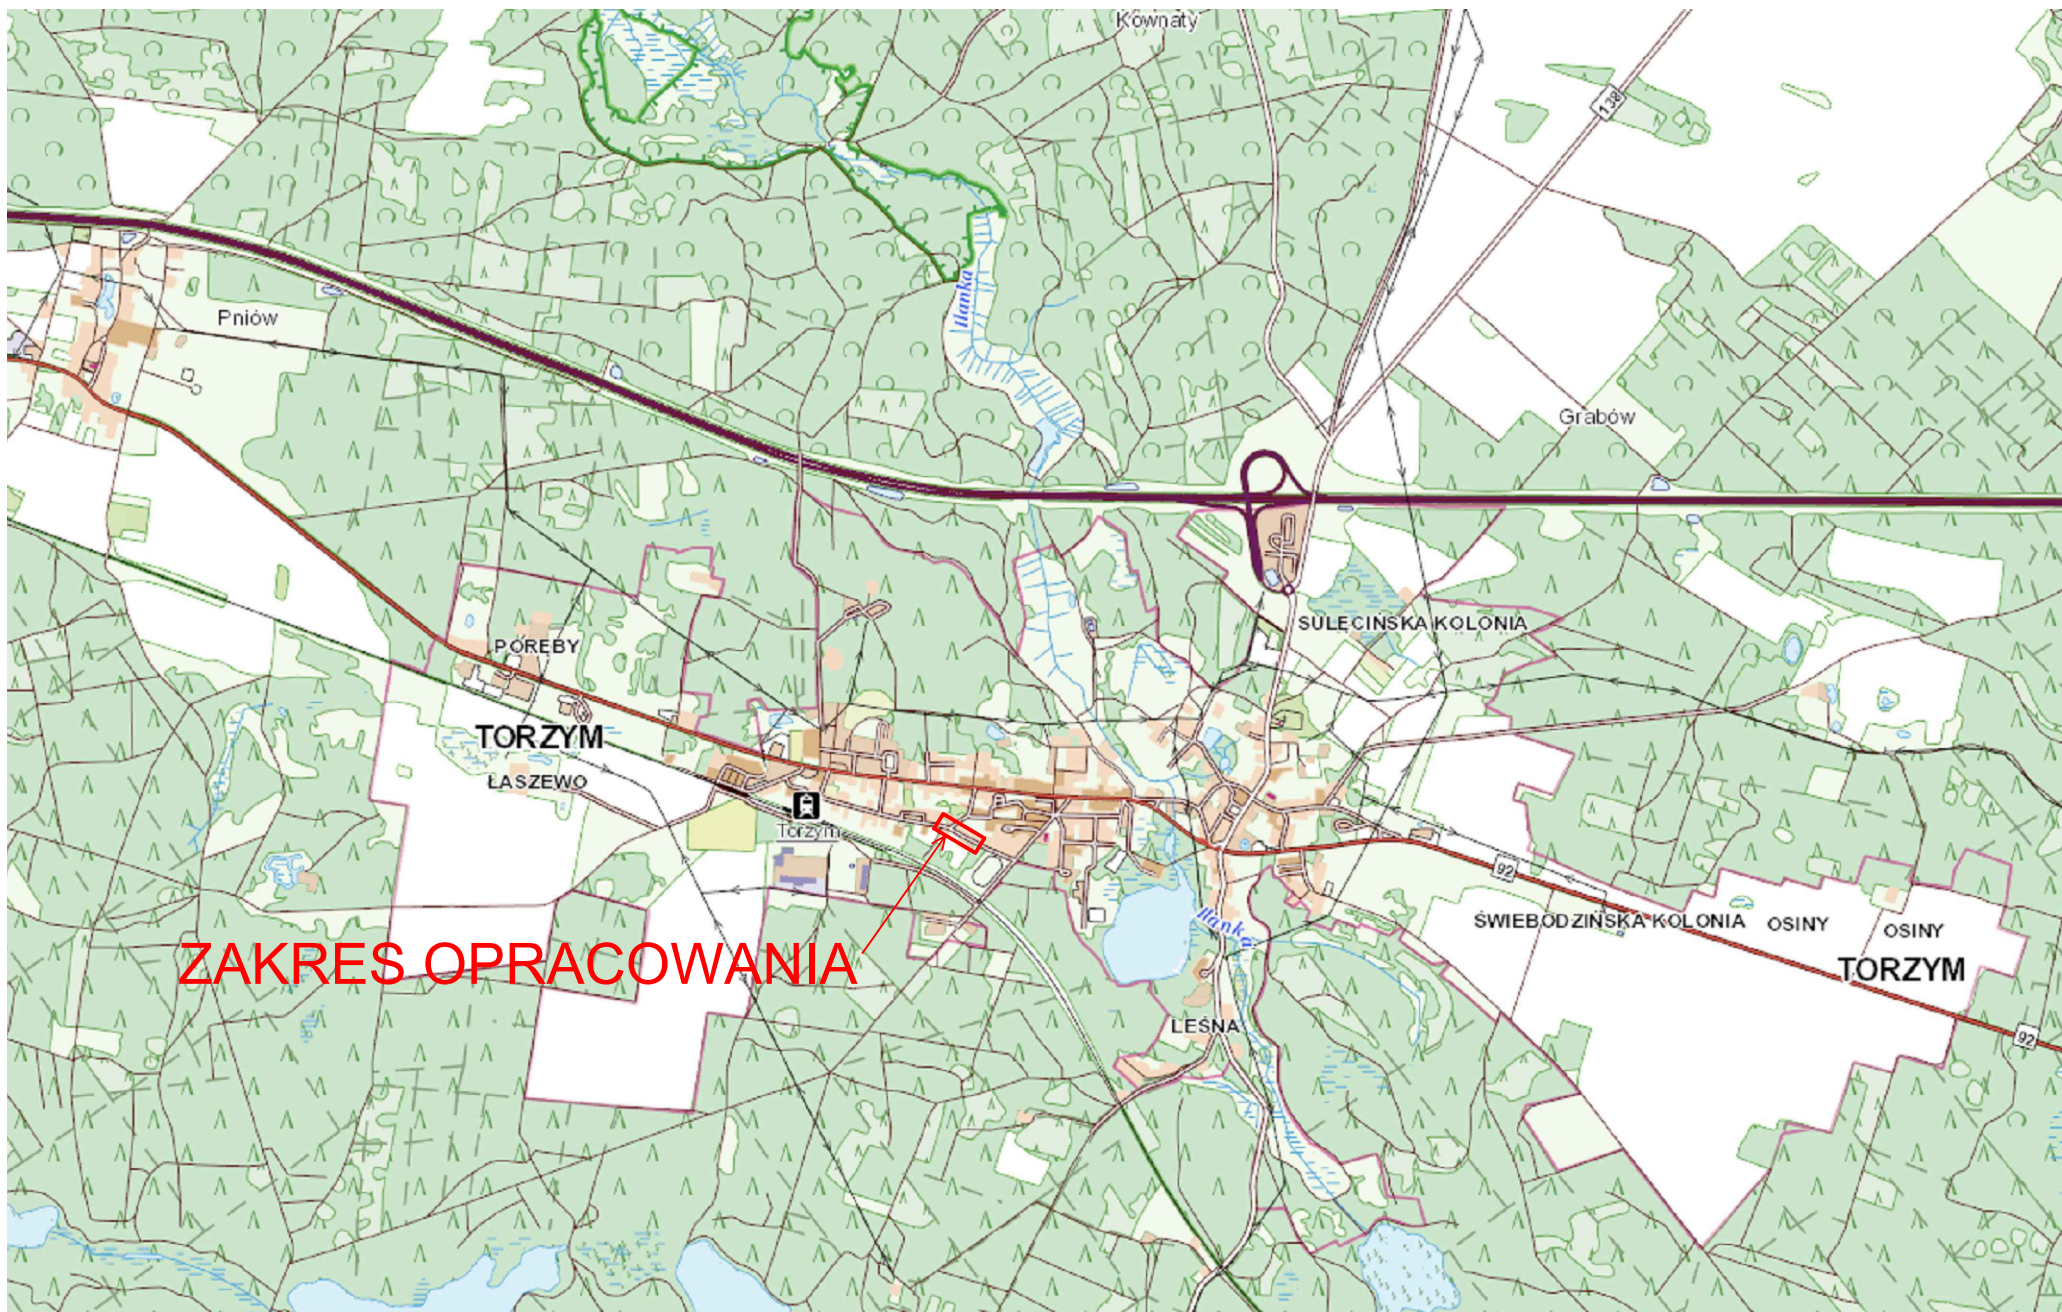 Kownaty
138
Ilanka
Pniów
Grabów
SULĘCIŃSKA KOLONIA
PORĘBY
TORZYM
ŁASZEWO
Torzym
92
ŚWIEBODZIŃSKA KOLONIA
OSINY
OSINY
Ilanka
ZAKRES OPRACOWANIA
TORZYM
LEŚNA
92